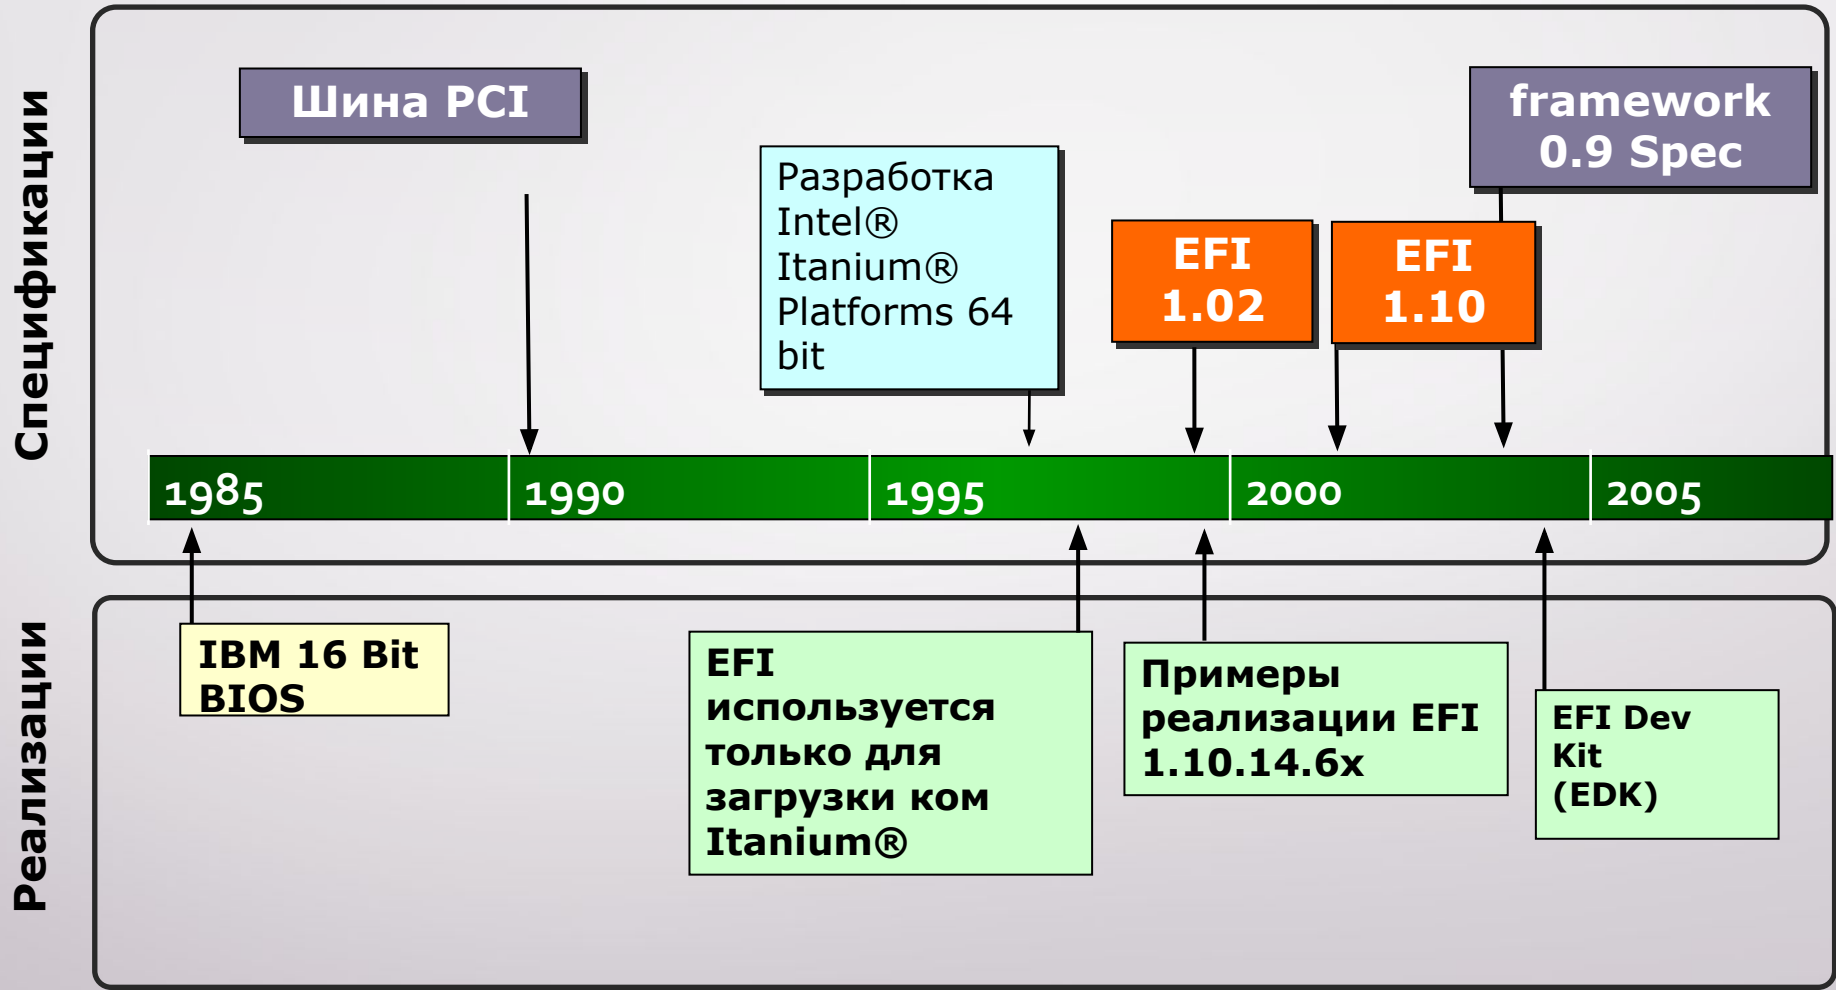 Спецификации
Шина PCI
framework
0.9 Spec
Разработка
Intel®
Itanium®
Platforms 64
bit
EFI
1.02
EFI
1.10
1985
1990
1995
2000
2005
Реализации
IBM 16 Bit
BIOS
EFI
используется
только для
загрузки ком
Itanium®
Примеры
реализации EFI
1.10.14.6x
EFI Dev
Kit
(EDK)